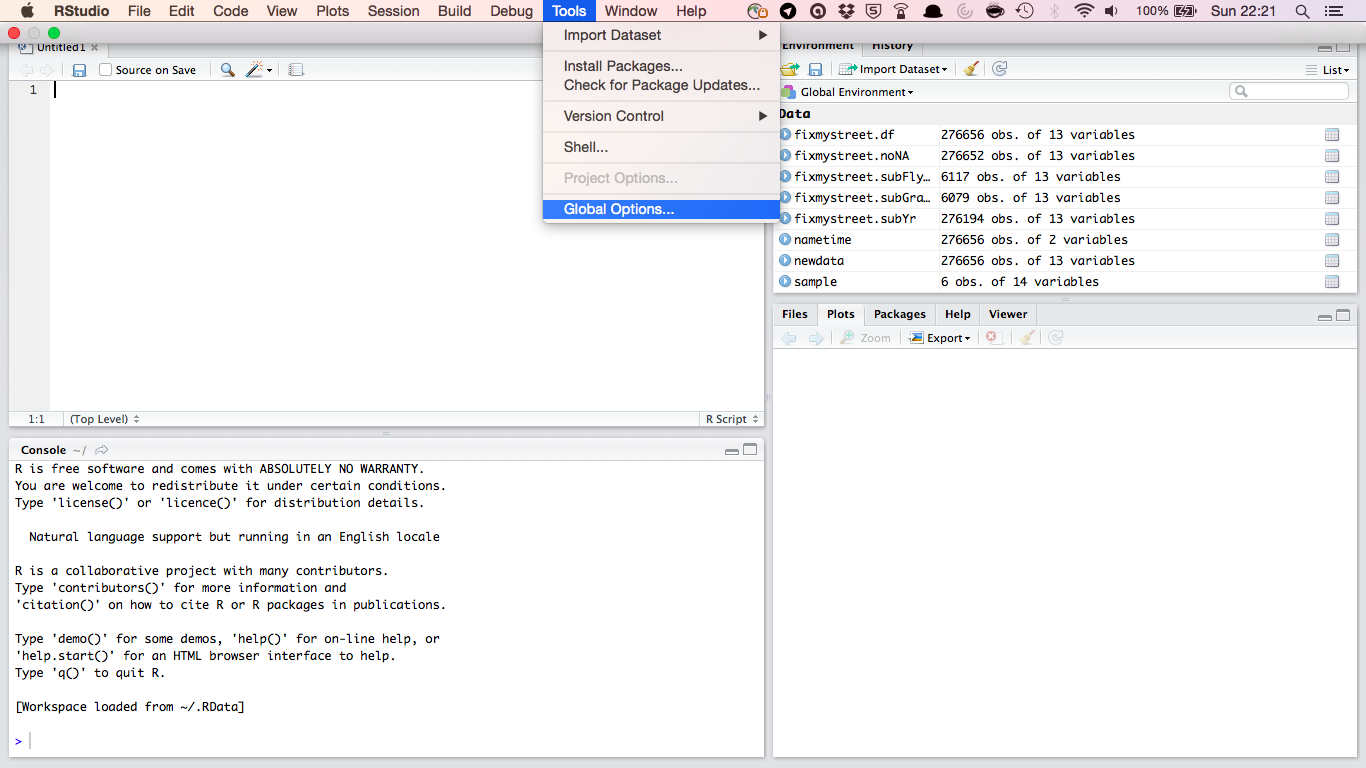 RStudio File Edit Code View Plots Session Build Debug Tools Window Help 100% Sun 22:21
Untitled1
Source on Save
1
1:1 (Top Level) R Script
Import Dataset
Install Packages...
Check for Package Updates...
Version Control
Shell...
Project Options...
Global Options...
Environment History
Import Dataset List
Global Environment
Data
fixmystreet.df 276656 obs. of 13 variables
fixmystreet.noNA 276652 obs. of 13 variables
fixmystreet.subFly… 6117 obs. of 13 variables
fixmystreet.subGra… 6079 obs. of 13 variables
fixmystreet.subYr 276194 obs. of 13 variables
nametime 276656 obs. of 2 variables
newdata 276656 obs. of 13 variables
sample 6 obs. of 14 variables
Files Plots Packages Help Viewer
Zoom Export
Console ~/
R is free software and comes with ABSOLUTELY NO WARRANTY.
You are welcome to redistribute it under certain conditions.
Type 'license()' or 'licence()' for distribution details.
Natural language support but running in an English locale
R is a collaborative project with many contributors.
Type 'contributors()' for more information and
'citation()' on how to cite R or R packages in publications.
Type 'demo()' for some demos, 'help()' for on-line help, or
'help.start()' for an HTML browser interface to help.
Type 'q()' to quit R.
[Workspace loaded from ~/.RData]
>